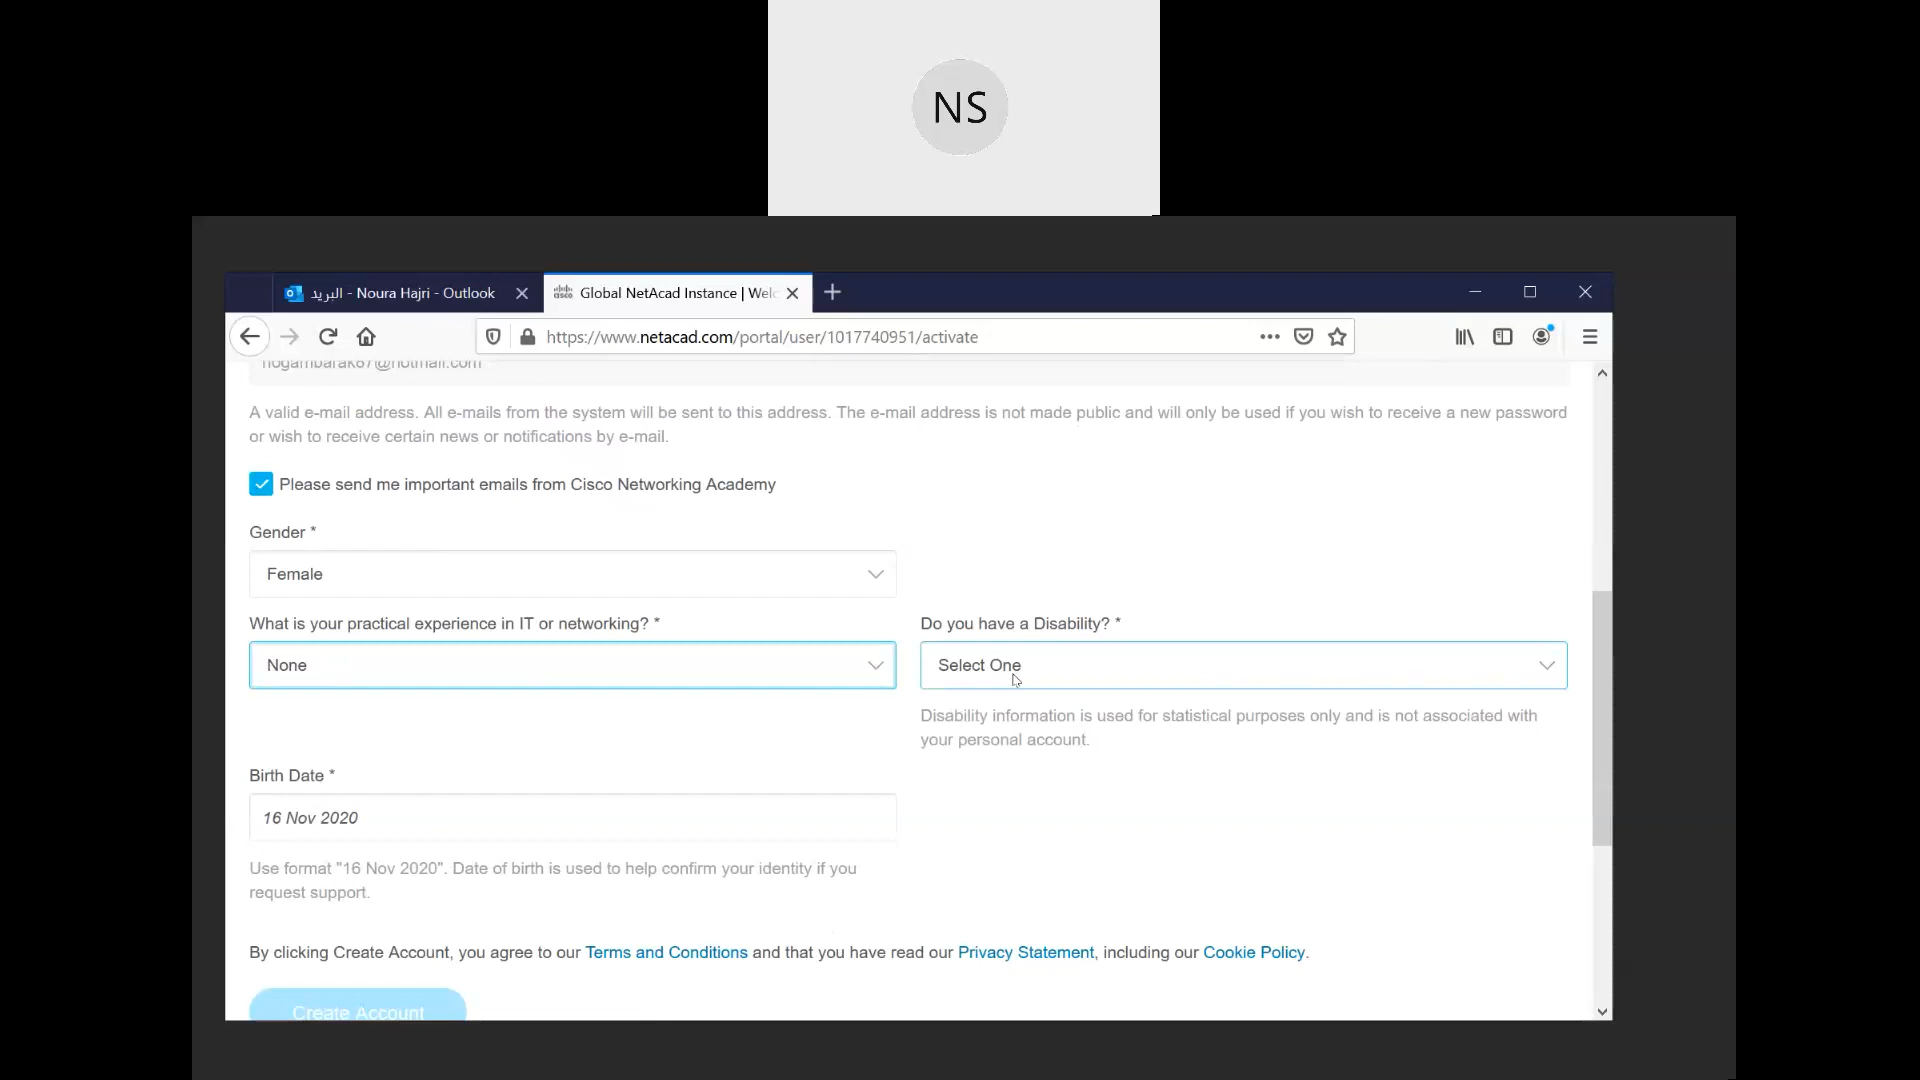 NS
البريد - Noura Hajri - Outlook
Global NetAcad Instance | Welc
https://www.netacad.com/portal/user/1017740951/activate
nogambarak67@hotmail.com
A valid e-mail address. All e-mails from the system will be sent to this address. The e-mail address is not made public and will only be used if you wish to receive a new password
or wish to receive certain news or notifications by e-mail.
Please send me important emails from Cisco Networking Academy
Gender *
Female
What is your practical experience in IT or networking? *
Do you have a Disability? *
None
Select One
Disability information is used for statistical purposes only and is not associated with
your personal account.
Birth Date *
16 Nov 2020
Use format "16 Nov 2020". Date of birth is used to help confirm your identity if you
request support.
By clicking Create Account, you agree to our Terms and Conditions and that you have read our Privacy Statement, including our Cookie Policy.
Create Account